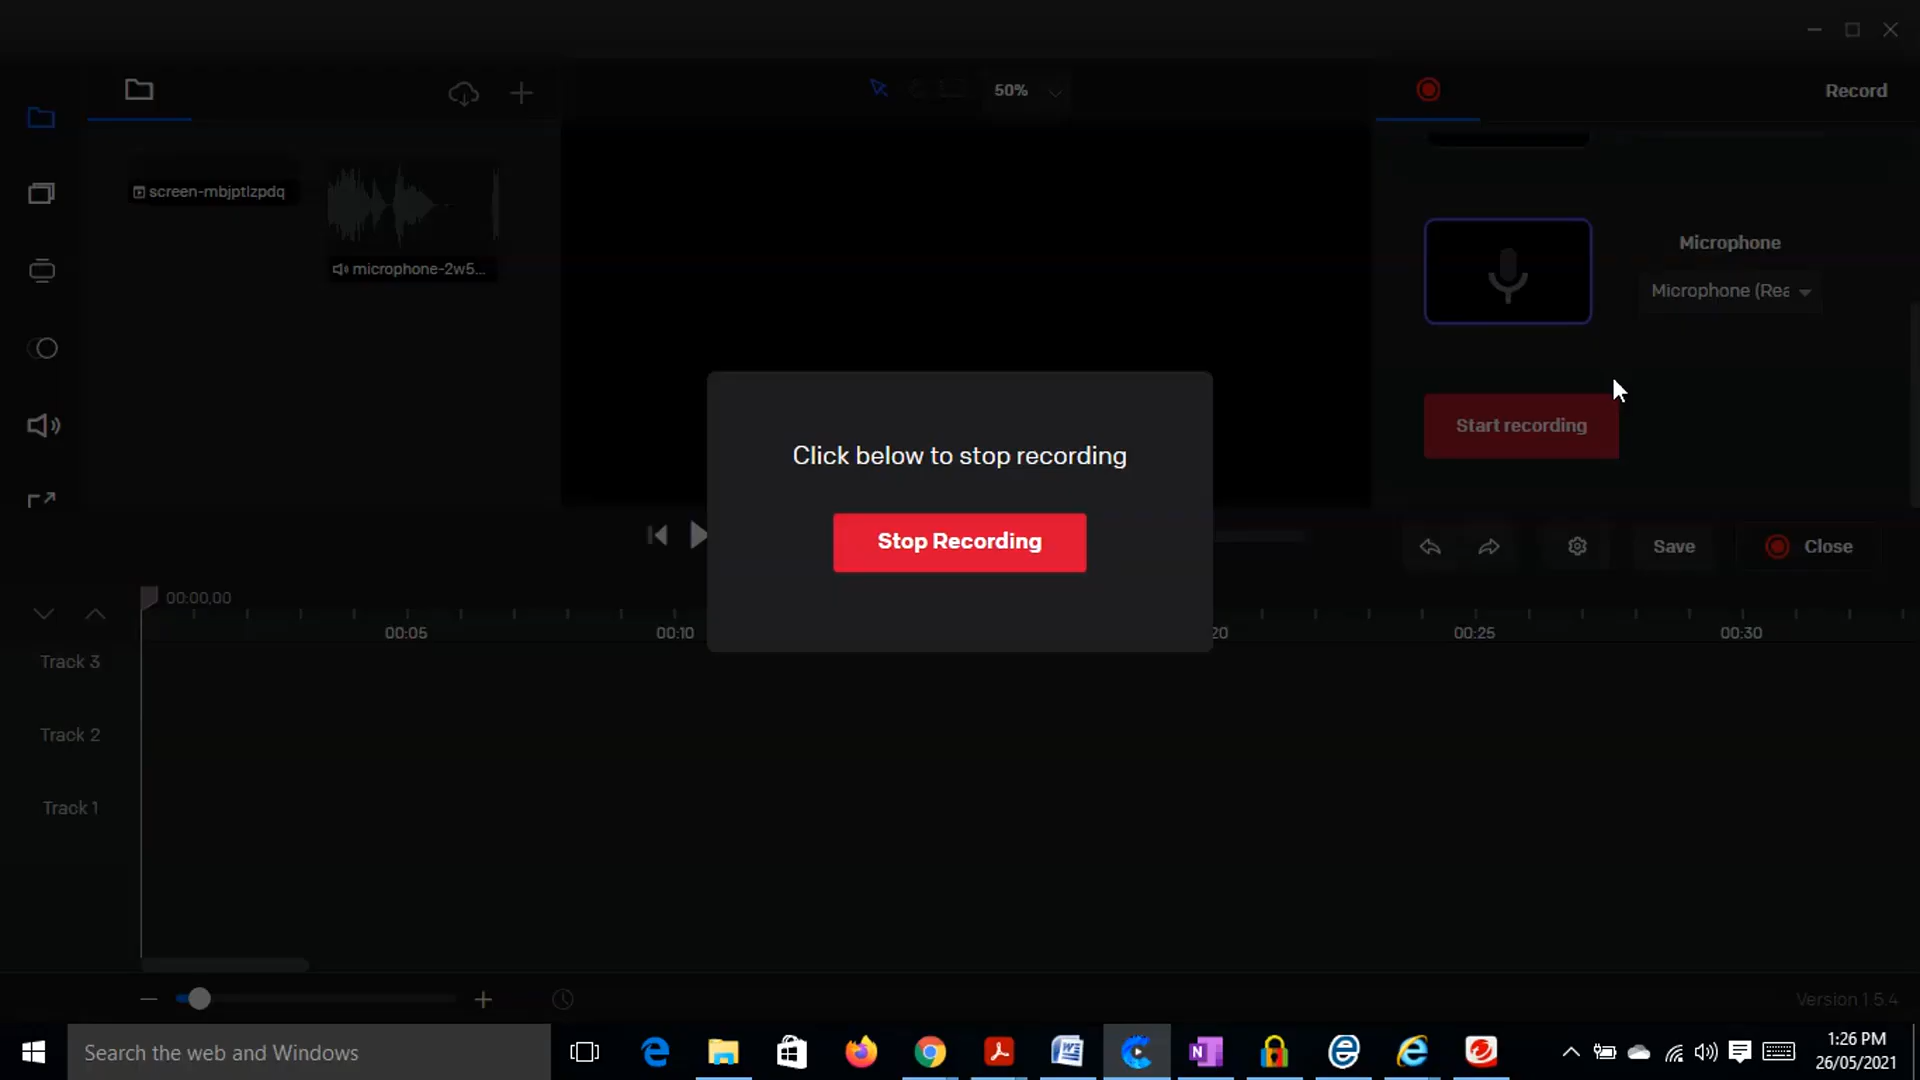 50%
Record
screen-mbjptlzpdq
microphone-2w5...
Microphone
Microphone (Rea
Start recording
Click below to stop recording
Stop Recording
Save
Close
00:00,00
00:05
00:10
20
00:25
00:30
Track 3
Track 2
Track 1
Version 1.5.4
Search the web and Windows
1:26 PM
26/05/2021